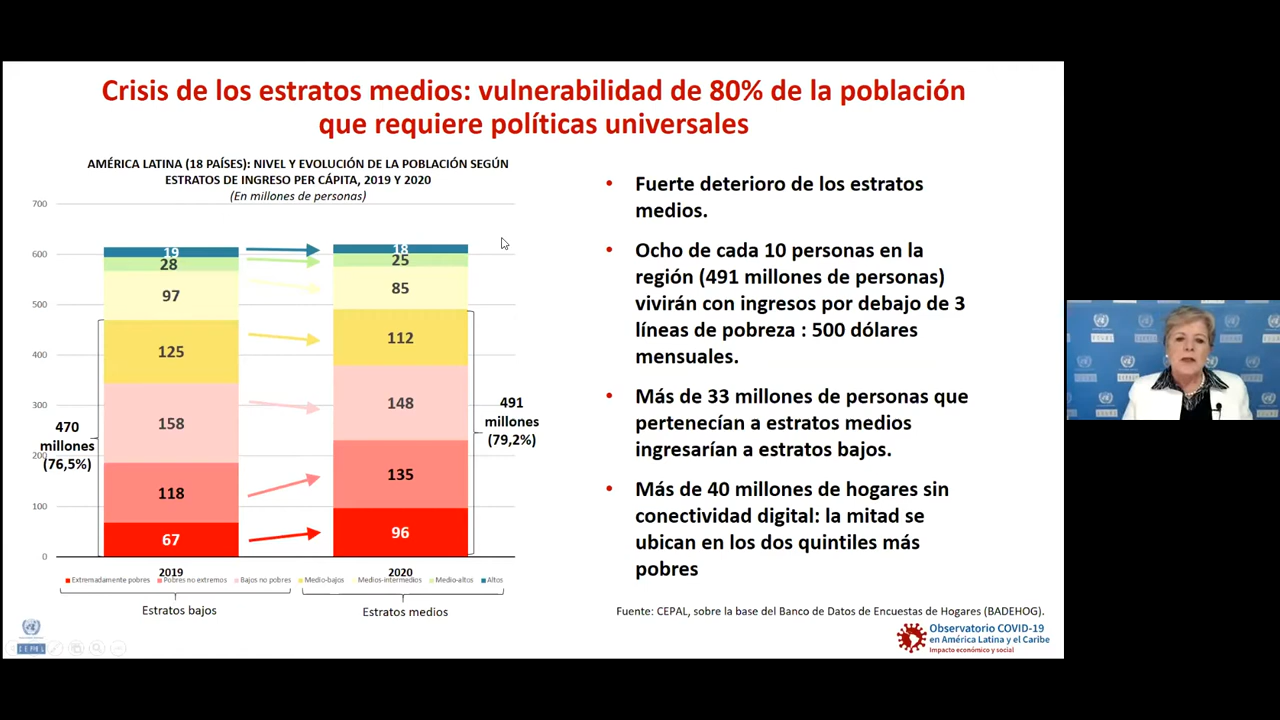 Crisis de los estratos medios: vulnerabilidad de 80% de la población
que requiere políticas universales
AMÉRICA LATINA (18 PAÍSES): NIVEL Y EVOLUCIÓN DE LA POBLACIÓN SEGÚN
ESTRATOS DE INGRESO PER CÁPITA, 2019 Y 2020
(En millones de personas)
700
600
500
400
300
200
100
0
19
28
97
125
158
118
67
18
25
85
112
148
135
96
470
millones
(76,5%)
491
millones
(79,2%)
2019
2020
Extremadamente pobres
Pobres no extremos
Bajos no pobres
Medio-bajos
Medios-intermedios
Medio-altos
Altos
Estratos bajos
Estratos medios
• Fuerte deterioro de los estratos
medios.
• Ocho de cada 10 personas en la
región (491 millones de personas)
vivirán con ingresos por debajo de 3
líneas de pobreza : 500 dólares
mensuales.
• Más de 33 millones de personas que
pertenecían a estratos medios
ingresarían a estratos bajos.
• Más de 40 millones de hogares sin
conectividad digital: la mitad se
ubican en los dos quintiles más
pobres
Fuente: CEPAL, sobre la base del Banco de Datos de Encuestas de Hogares (BADEHOG).
CEPAL
Observatorio COVID-19
en América Latina y el Caribe
Impacto económico y social